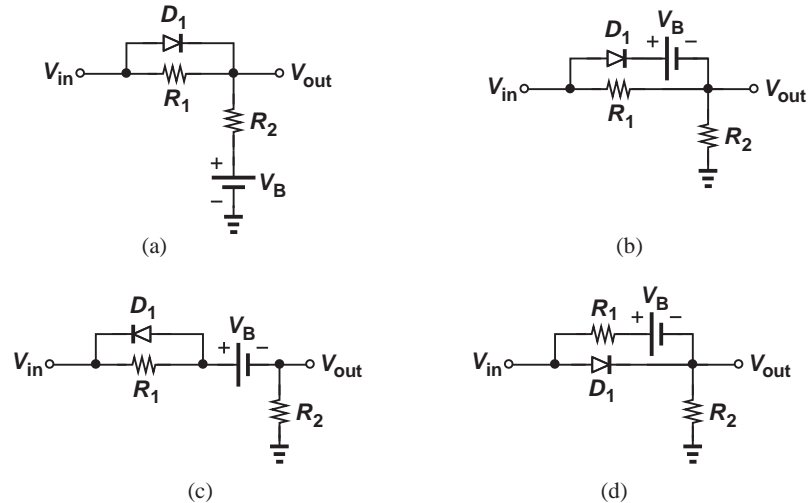 D1
Vin
R1
Vout
R2
+
VB
−
(a)
D1
VB
+ −
Vin
R1
Vout
R2
(b)
D1
VB
+ −
Vin
R1
Vout
R2
(c)
VB
R1
+ −
Vin
D1
Vout
R2
(d)